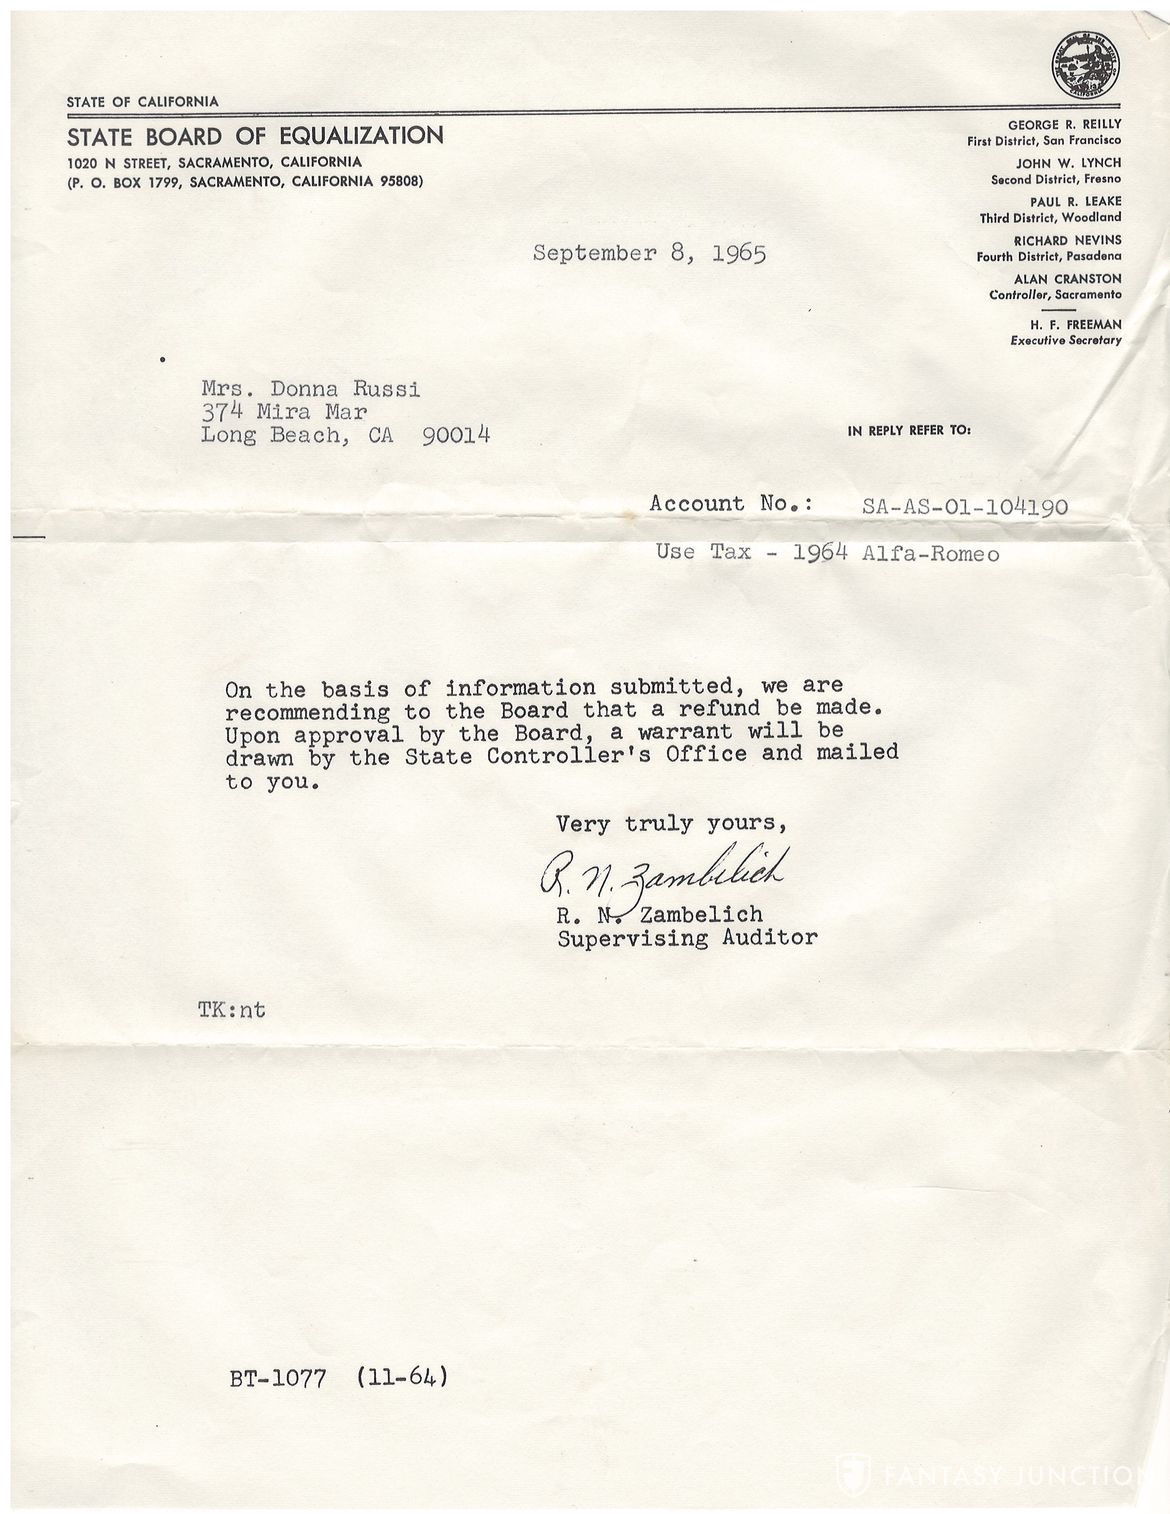 STATE OF CALIFORNIA
STATE BOARD OF EQUALIZATION
1020 N STREET, SACRAMENTO, CALIFORNIA
(P. O. BOX 1799, SACRAMENTO, CALIFORNIA 95808)
GEORGE R. REILLY
First District, San Francisco
JOHN W. LYNCH
Second District, Fresno
PAUL R. LEAKE
Third District, Woodland
RICHARD NEVINS
Fourth District, Pasadena
ALAN CRANSTON
Controller, Sacramento
H. F. FREEMAN
Executive Secretary
September 8, 1965
Mrs. Donna Russi
374 Mira Mar
Long Beach, CA 90014
IN REPLY REFER TO:
Account No.: SA-AS-01-104190
Use Tax - 1964 Alfa-Romeo
On the basis of information submitted, we are
recommending to the Board that a refund be made.
Upon approval by the Board, a warrant will be
drawn by the State Controller's Office and mailed
to you.
Very truly yours,
R. N. Zambelich
R. N. Zambelich
Supervising Auditor
TK:nt
BT-1077 (11-64)
FANTASY JUNCTION